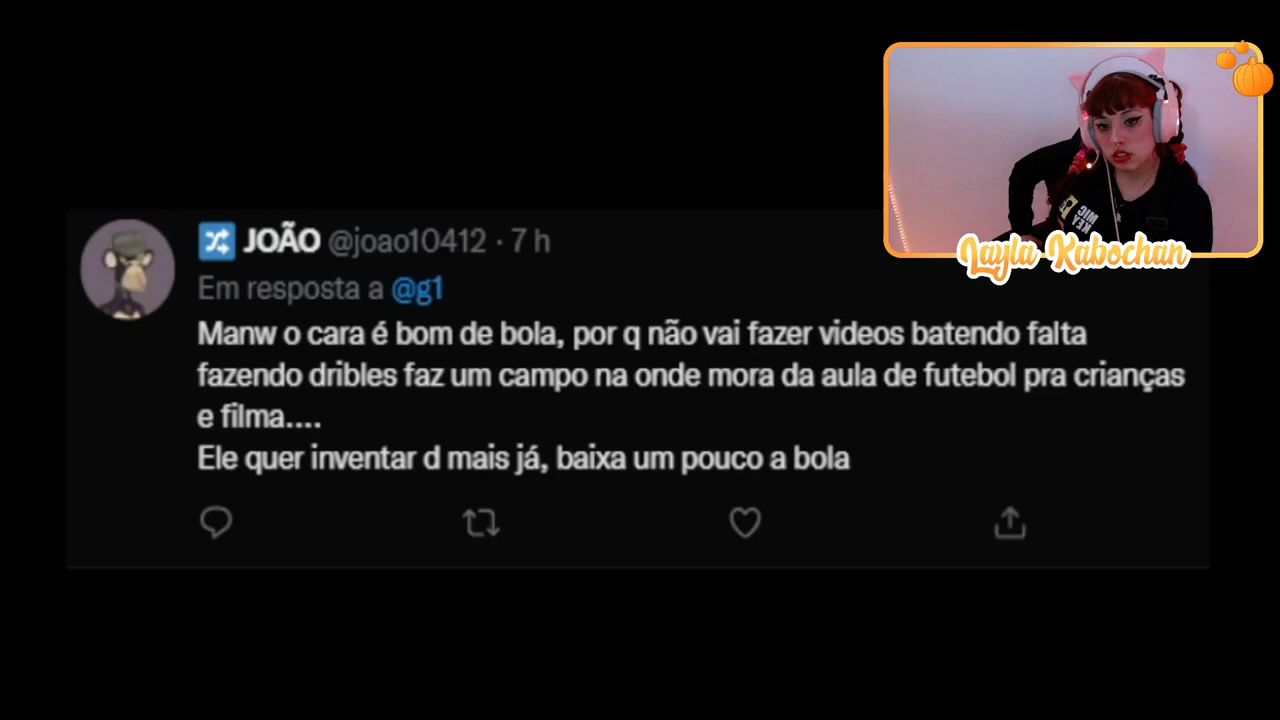 JOÃO @joao10412 · 7 h
Em resposta a @g1
Manw o cara é bom de bola, por q não vai fazer videos batendo falta
fazendo dribles faz um campo na onde mora da aula de futebol pra crianças
e filma....
Ele quer inventar d mais já, baixa um pouco a bola
KEY
MIC
Layla Kabochan